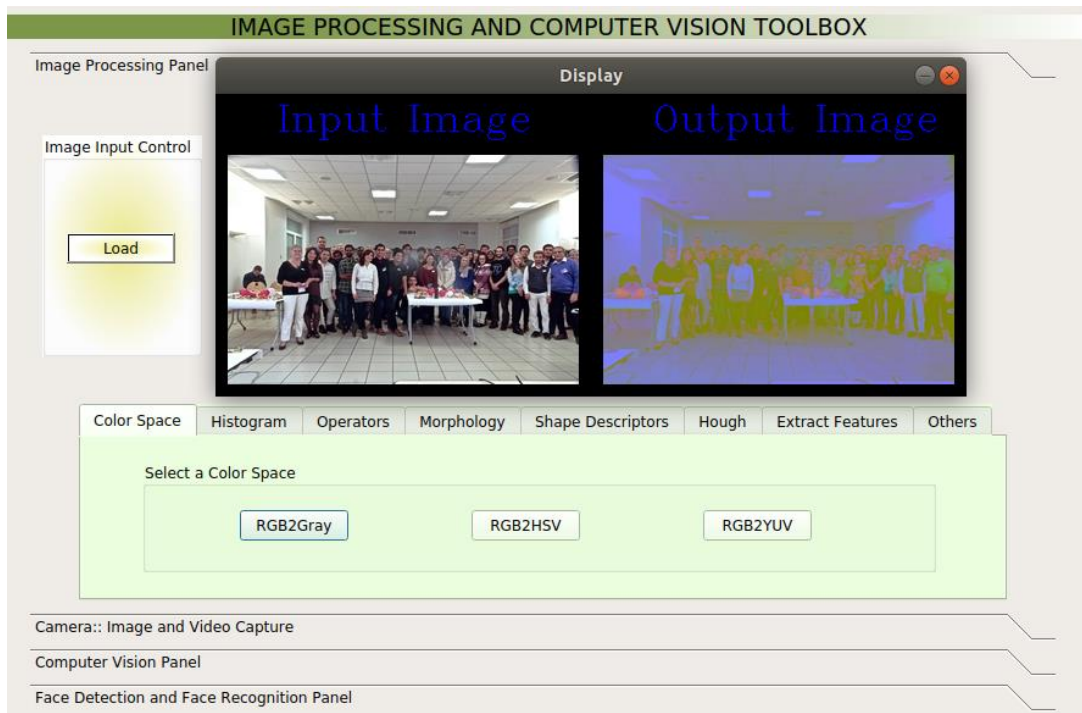 IMAGE PROCESSING AND COMPUTER VISION TOOLBOX
Image Processing Panel
Display
Input Image Output Image
Image Input Control
Load
Color Space Histogram Operators Morphology Shape Descriptors Hough Extract Features Others
Select a Color Space
RGB2Gray RGB2HSV RGB2YUV
Camera:: Image and Video Capture
Computer Vision Panel
Face Detection and Face Recognition Panel